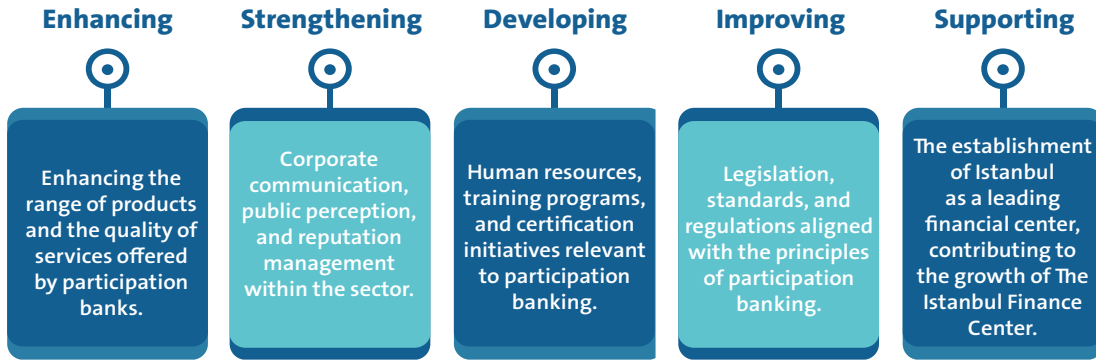 Enhancing
Enhancing the
range of products
and the quality of
services offered
by participation
banks.
Strengthening
Corporate
communication,
public perception,
and reputation
management
within the sector.
Developing
Human resources,
training programs,
and certification
initiatives relevant
to participation
banking.
Improving
Legislation,
standards, and
regulations aligned
with the principles
of participation
banking.
Supporting
The establishment
of Istanbul
as a leading
financial center,
contributing to
the growth of The
Istanbul Finance
Center.